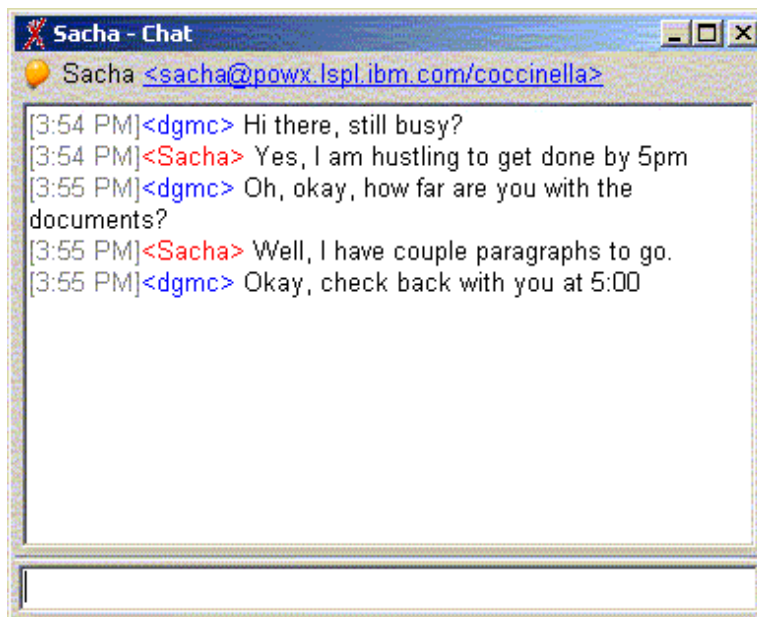 Sacha - Chat
Sacha <sacha@powx.lspl.ibm.com/coccinella>
[3:54 PM]<dgmc> Hi there, still busy?
[3:54 PM]<Sacha> Yes, I am hustling to get done by 5pm
[3:55 PM]<dgmc> Oh, okay, how far are you with the
documents?
[3:55 PM]<Sacha> Well, I have couple paragraphs to go.
[3:55 PM]<dgmc> Okay, check back with you at 5:00